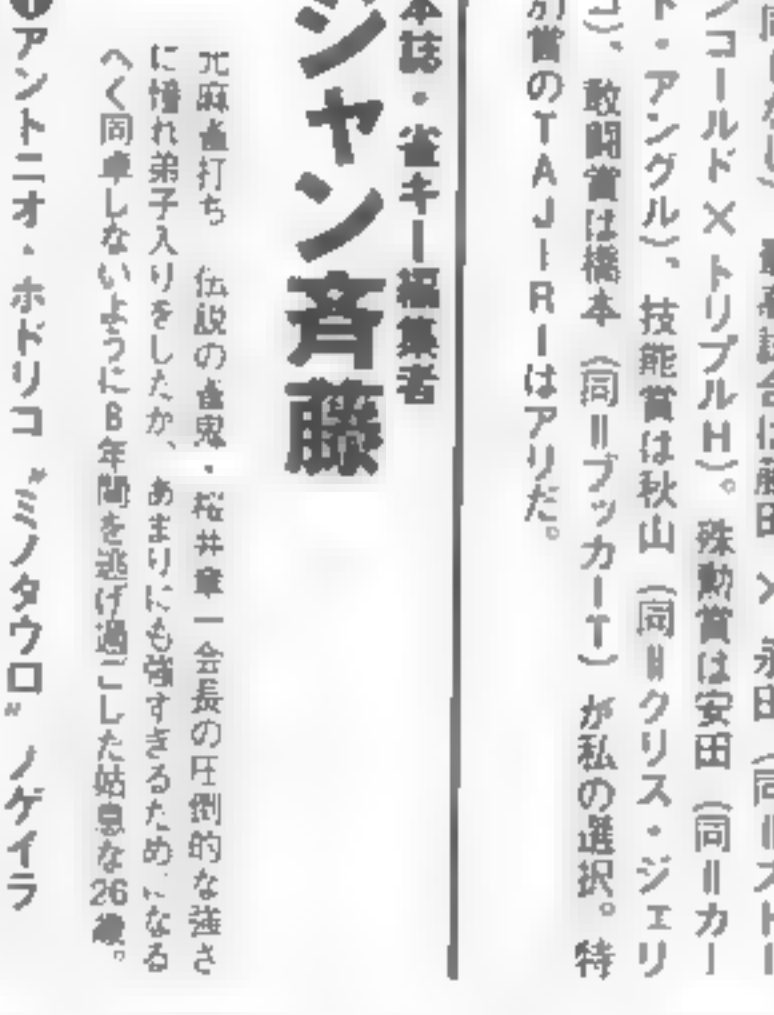 最高試合は藤田×永田(同=ストー
ンコールド×トリプルH)。殊勲賞は安田(同=カー
ト・アングル)、技能賞は秋山(同=クリス・ジェリ
コ)、敢闘賞は橋本(同=ブッカーT)が私の選択。特
別賞のTAJIRIはアリだ。
本誌・雀キー編集者
ジャン斉藤
元麻雀打ち 伝説の雀鬼・桜井章一会長の圧倒的な強さ
に憧れ弟子入りをしたが、あまりにも強すぎるためになる
べく同卓しないように6年間を逃げ過ごした姑息な26歳。
❶アントニオ・ホドリコ〝ミノタウロ〟ノゲイラ